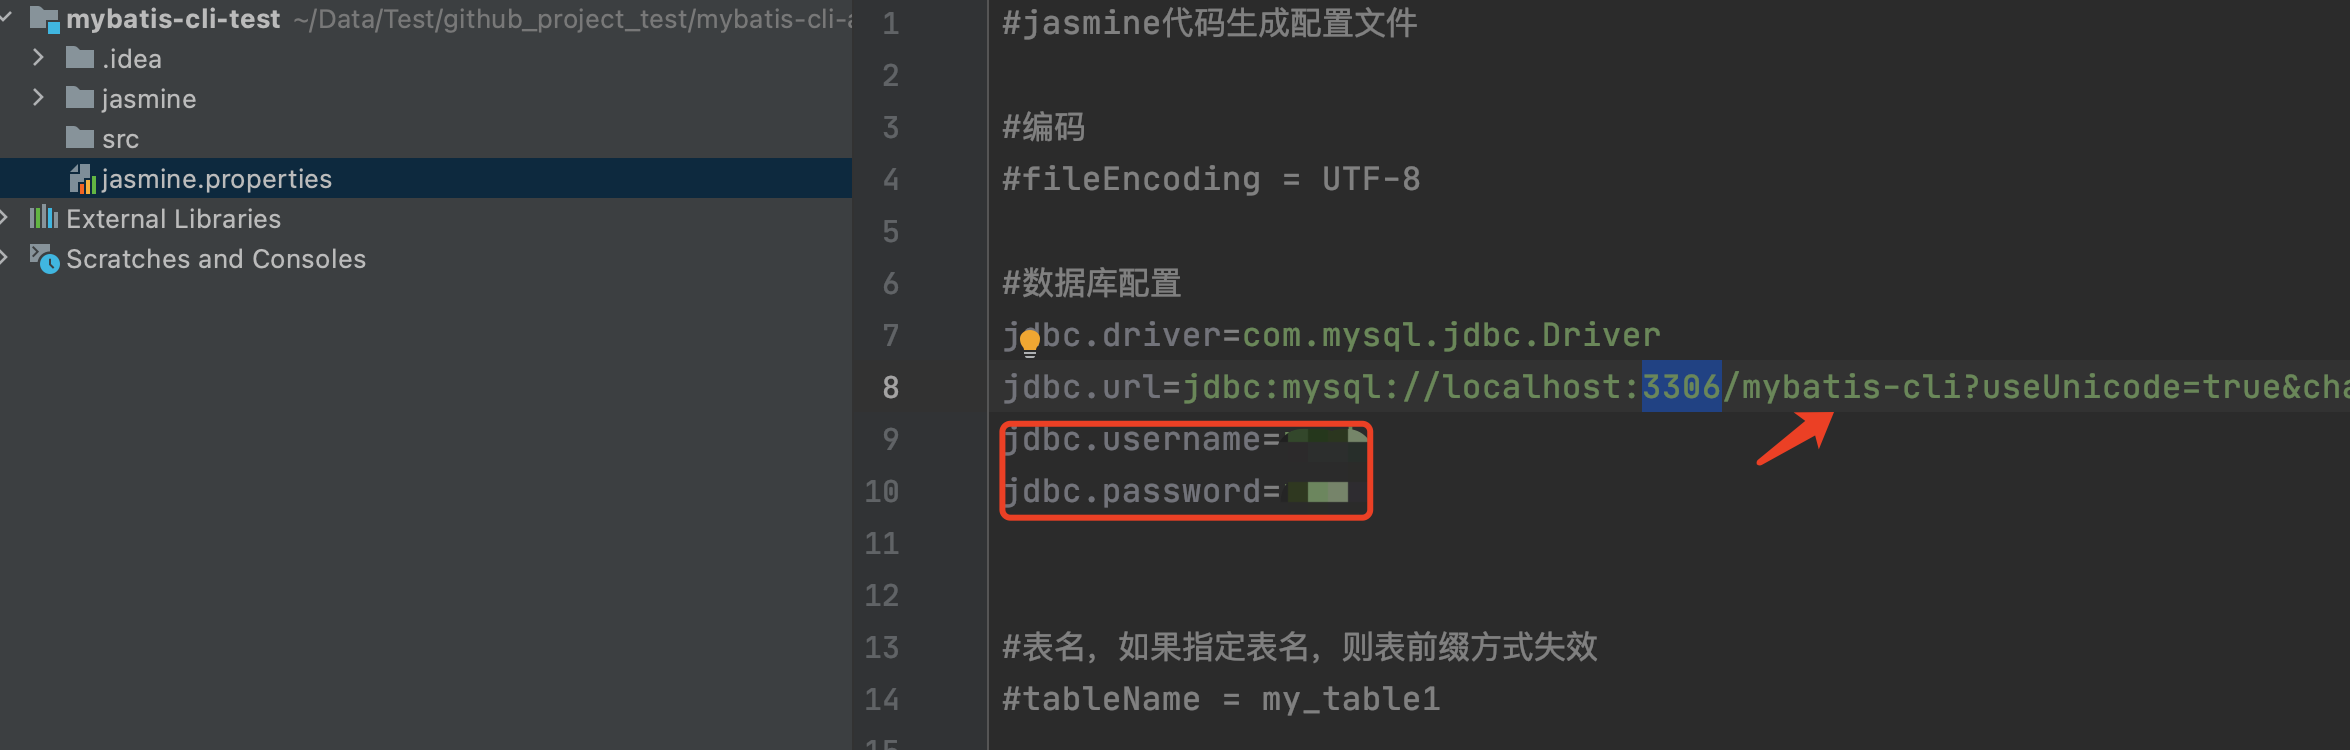 mybatis-cli-test ~/Data/Test/github_project_test/mybatis-cli-a
.idea
jasmine
src
jasmine.properties
External Libraries
Scratches and Consoles
1 #jasmine代码生成配置文件
2
3 #编码
4 #fileEncoding = UTF-8
5
6 #数据库配置
7 jdbc.driver=com.mysql.jdbc.Driver
8 jdbc.url=jdbc:mysql://localhost:3306/mybatis-cli?useUnicode=true&cha
9 jdbc.username=
10 jdbc.password=
11
12
13 #表名，如果指定表名，则表前缀方式失效
14 #tableName = my_table1
15